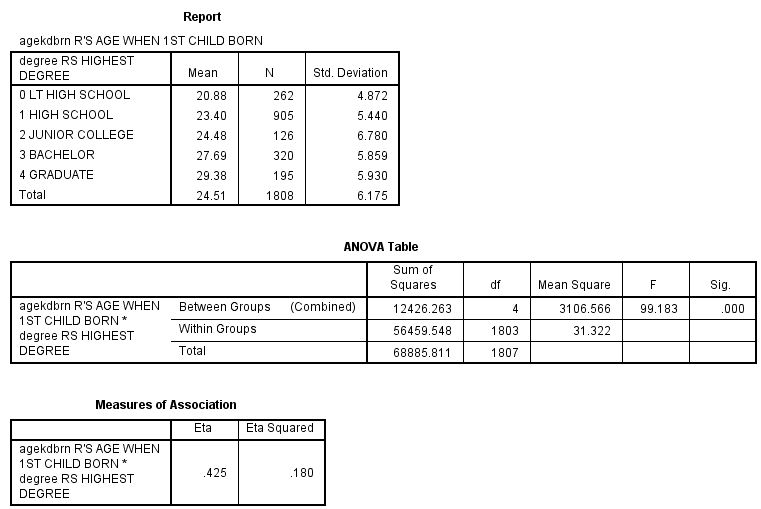 Report
agekdbrn R'S AGE WHEN 1ST CHILD BORN
degree RS HIGHEST DEGREE Mean N Std. Deviation
0 LT HIGH SCHOOL 20.88 262 4.872
1 HIGH SCHOOL 23.40 905 5.440
2 JUNIOR COLLEGE 24.48 126 6.780
3 BACHELOR 27.69 320 5.859
4 GRADUATE 29.38 195 5.930
Total 24.51 1808 6.175
ANOVA Table
Sum of Squares df Mean Square F Sig.
agekdbrn R'S AGE WHEN 1ST CHILD BORN * degree RS HIGHEST DEGREE Between Groups (Combined) 12426.263 4 3106.566 99.183 .000
Within Groups 56459.548 1803 31.322
Total 68885.811 1807
Measures of Association
Eta Eta Squared
agekdbrn R'S AGE WHEN 1ST CHILD BORN * degree RS HIGHEST DEGREE .425 .180